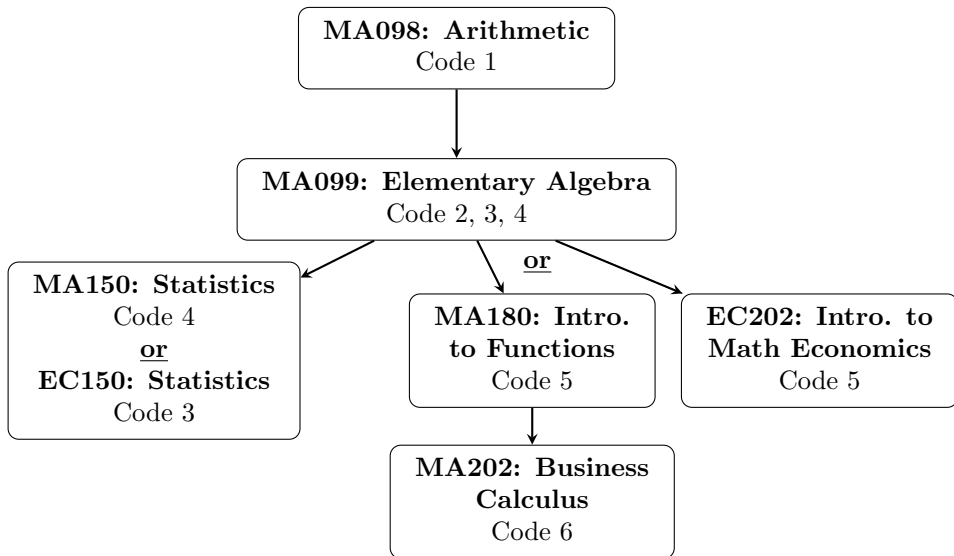 MA098: Arithmetic
Code 1
MA099: Elementary Algebra
Code 2, 3, 4
or
MA150: Statistics
Code 4
or
EC150: Statistics
Code 3
MA180: Intro.
to Functions
Code 5
EC202: Intro. to
Math Economics
Code 5
MA202: Business
Calculus
Code 6